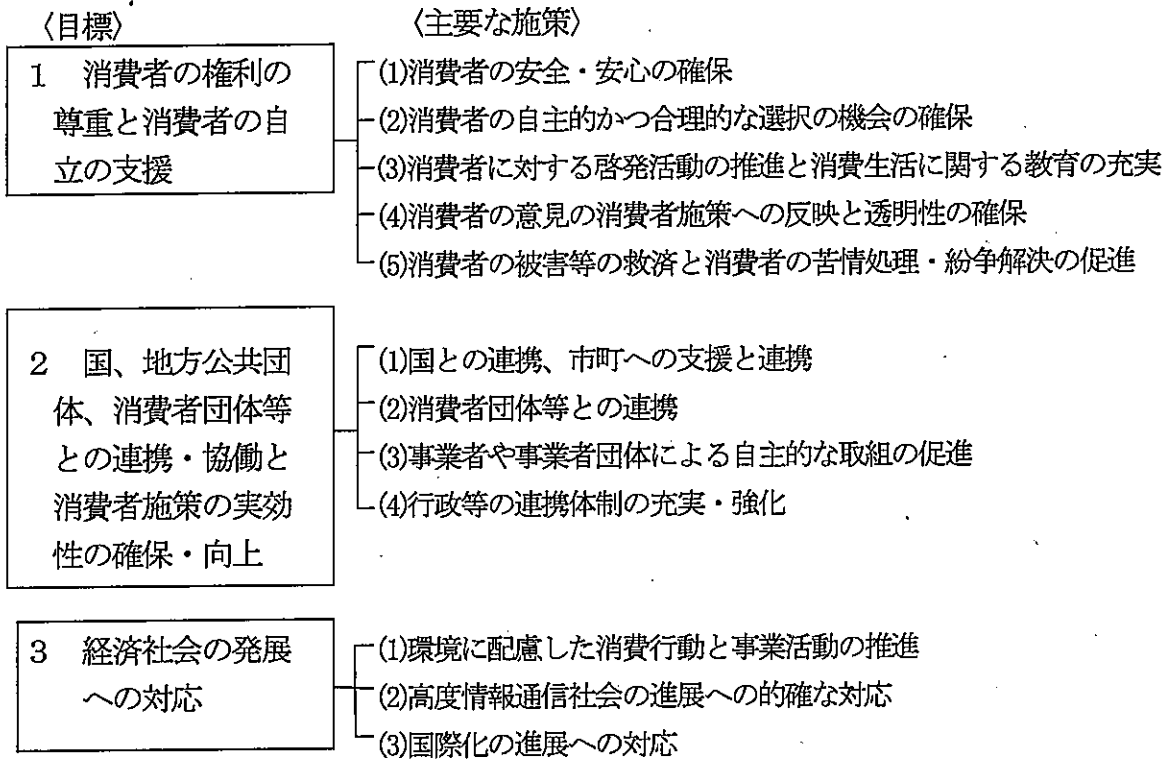 〈目標〉 〈主要な施策〉
1 消費者の権利の
尊重と消費者の自
立の支援
(1)消費者の安全・安心の確保
(2)消費者の自主的かつ合理的な選択の機会の確保
(3)消費者に対する啓発活動の推進と消費生活に関する教育の充実
(4)消費者の意見の消費者施策への反映と透明性の確保
(5)消費者の被害等の救済と消費者の苦情処理・紛争解決の促進
2 国、地方公共団
体、消費者団体等
との連携・協働と
消費者施策の実効
性の確保・向上
(1)国との連携、市町への支援と連携
(2)消費者団体等との連携
(3)事業者や事業者団体による自主的な取組の促進
(4)行政等の連携体制の充実・強化
3 経済社会の発展
への対応
(1)環境に配慮した消費行動と事業活動の推進
(2)高度情報通信社会の進展への的確な対応
(3)国際化の進展への対応